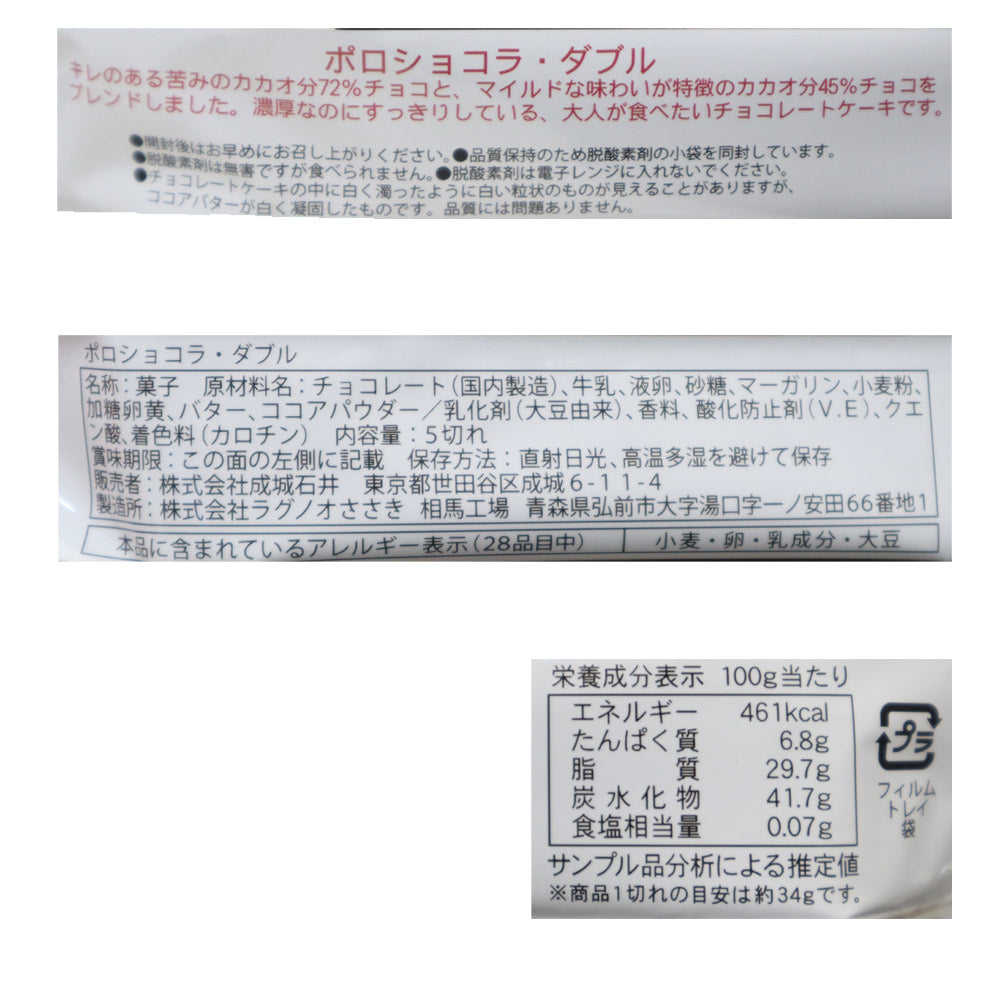 ポロショコラ・ダブル
キレのある苦みのカカオ分72%チョコと、マイルドな味わいが特徴のカカオ分45%チョコを
ブレンドしました。濃厚なのにすっきりしている、大人が食べたいチョコレートケーキです。
●開封後はお早めにお召し上がりください。●品質保持のため脱酸素剤の小袋を同封しています。
●脱酸素剤は無害ですが食べられません。●脱酸素剤は電子レンジに入れないでください。
●チョコレートケーキの中に白く濁ったように白い粒状のものが見えることがありますが、
ココアバターが白く凝固したものです。品質には問題ありません。
ポロショコラ・ダブル
名称：菓子 原材料名：チョコレート（国内製造）、牛乳、液卵、砂糖、マーガリン、小麦粉、
加糖卵黄、バター、ココアパウダー／乳化剤（大豆由来）、香料、酸化防止剤（V.E）、クエ
ン酸、着色料（カロチン） 内容量：5切れ
賞味期限：この面の左側に記載 保存方法：直射日光、高温多湿を避けて保存
販売者：株式会社成城石井 東京都世田谷区成城6-11-4
製造所：株式会社ラグノオささき 相馬工場 青森県弘前市大字湯口字一ノ安田66番地1
本品に含まれているアレルギー表示（28品目中） 小麦・卵・乳成分・大豆
栄養成分表示 100g当たり
エネルギー 461kcal
たんぱく質 6.8g
脂質 29.7g
炭水化物 41.7g
食塩相当量 0.07g
サンプル品分析による推定値
※商品1切れの目安は約34gです。
プラ
フィルム
トレイ
袋